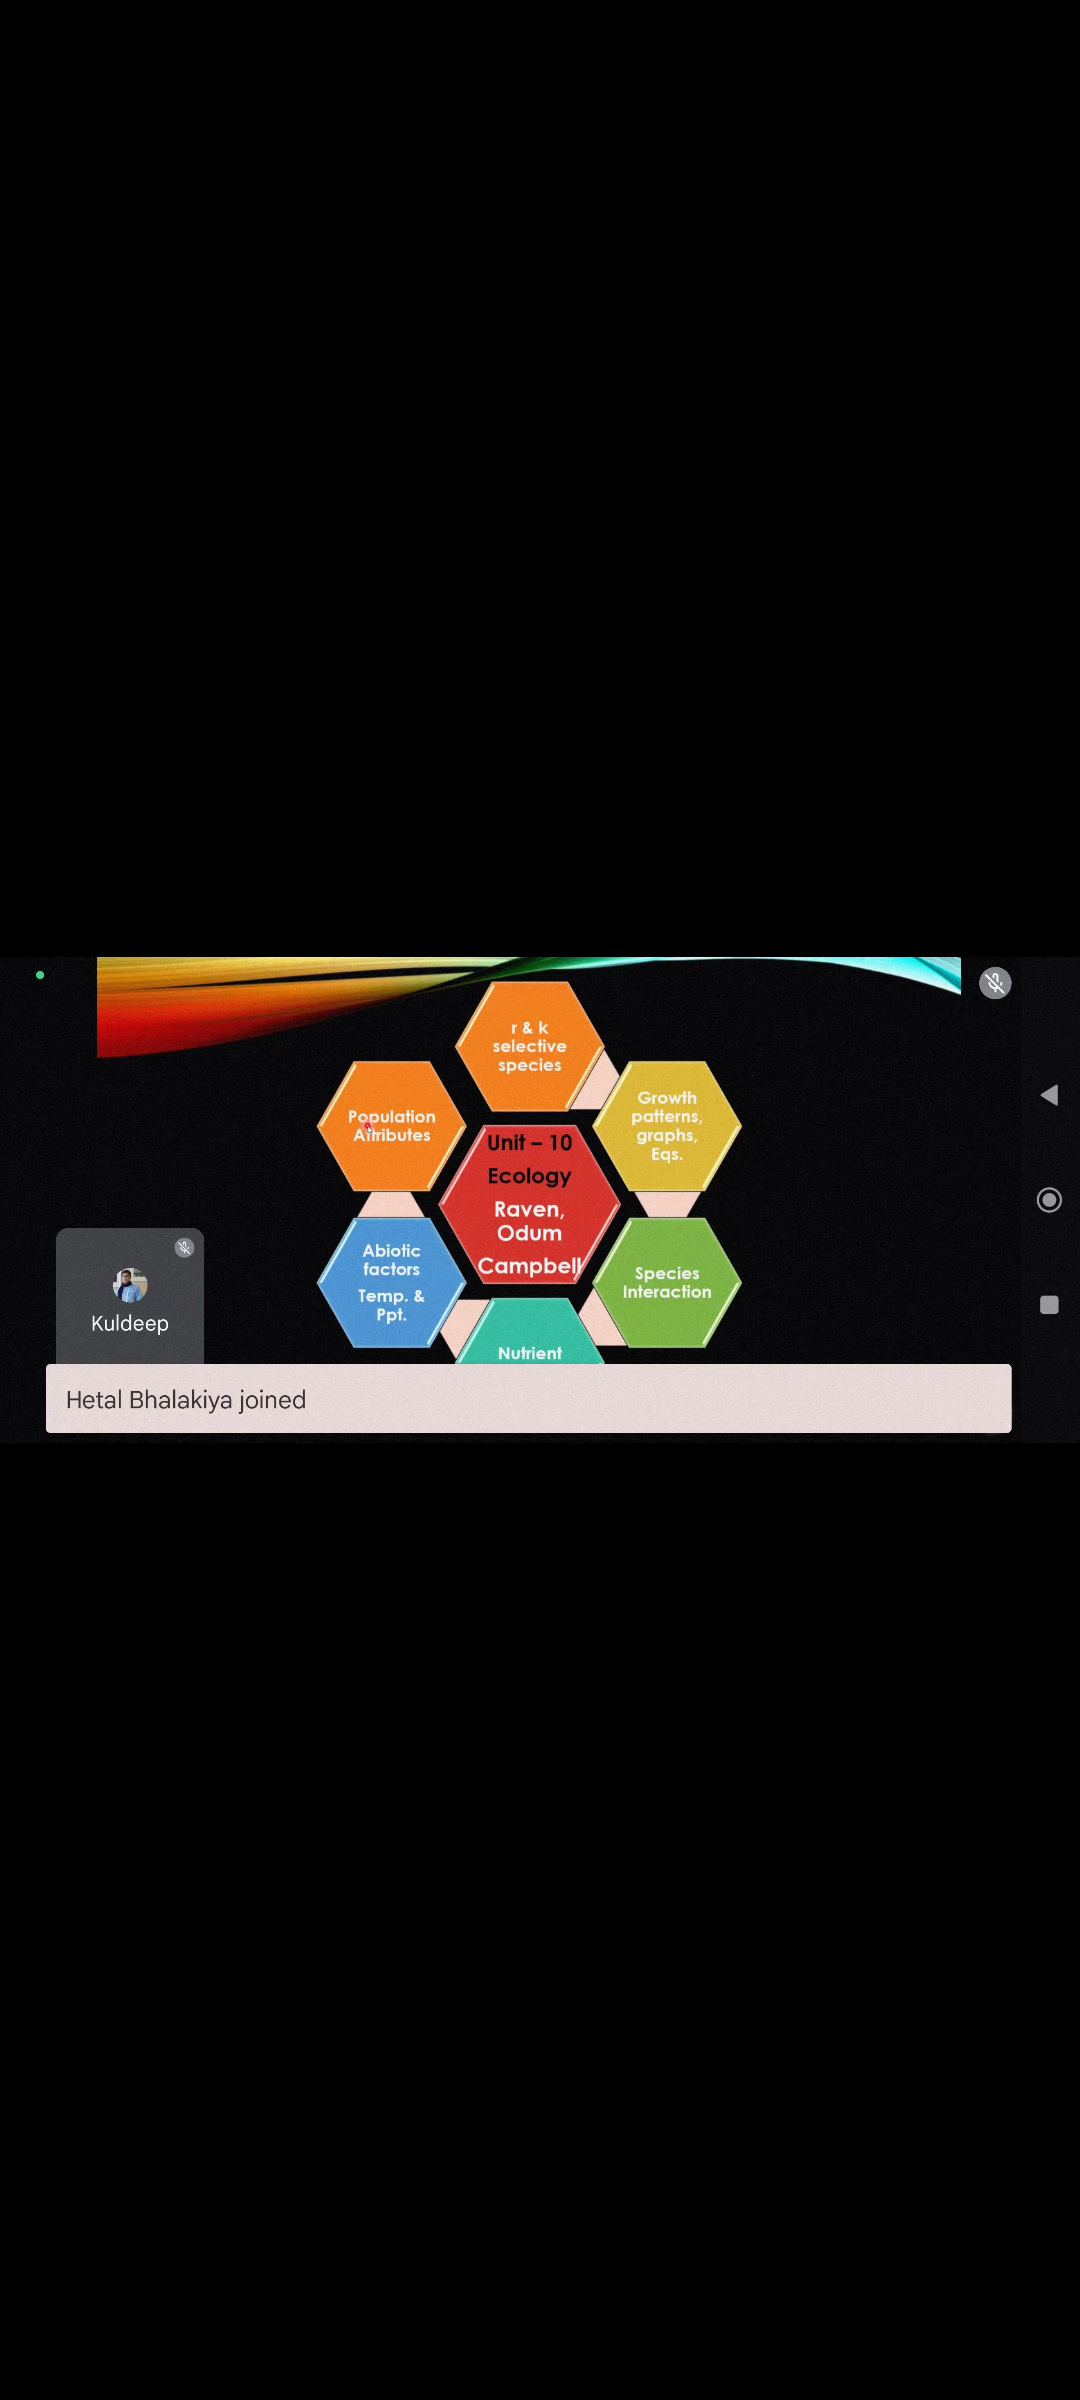 r & k
selective
species
Population
Attributes
Growth
patterns,
graphs,
Eqs.
Unit – 10
Ecology
Raven,
Odum
Campbell
Abiotic
factors
Temp. &
Ppt.
Species
Interaction
Nutrient
Kuldeep
Hetal Bhalakiya joined